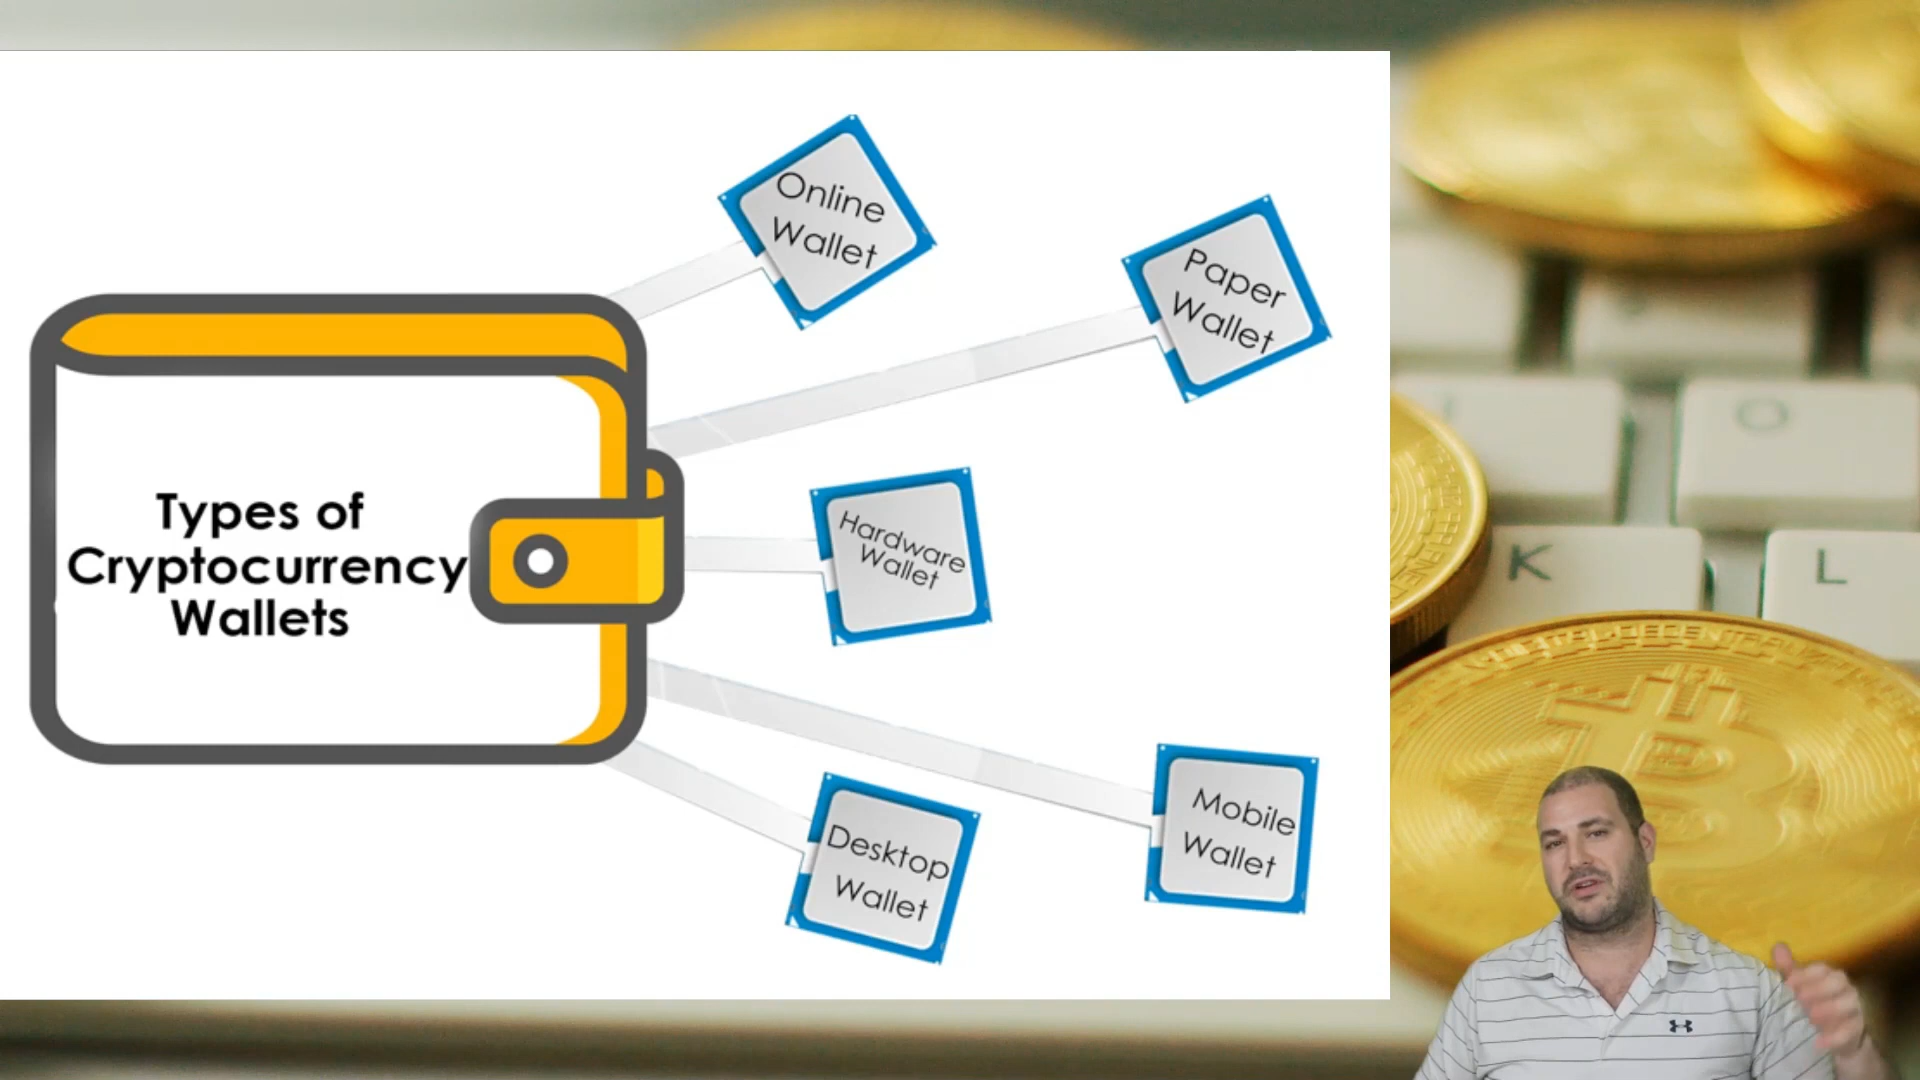 Types of
Cryptocurrency
Wallets
Online
Wallet
Paper
Wallet
Hardware
Wallet
Mobile
Wallet
Desktop
Wallet
O
K
L